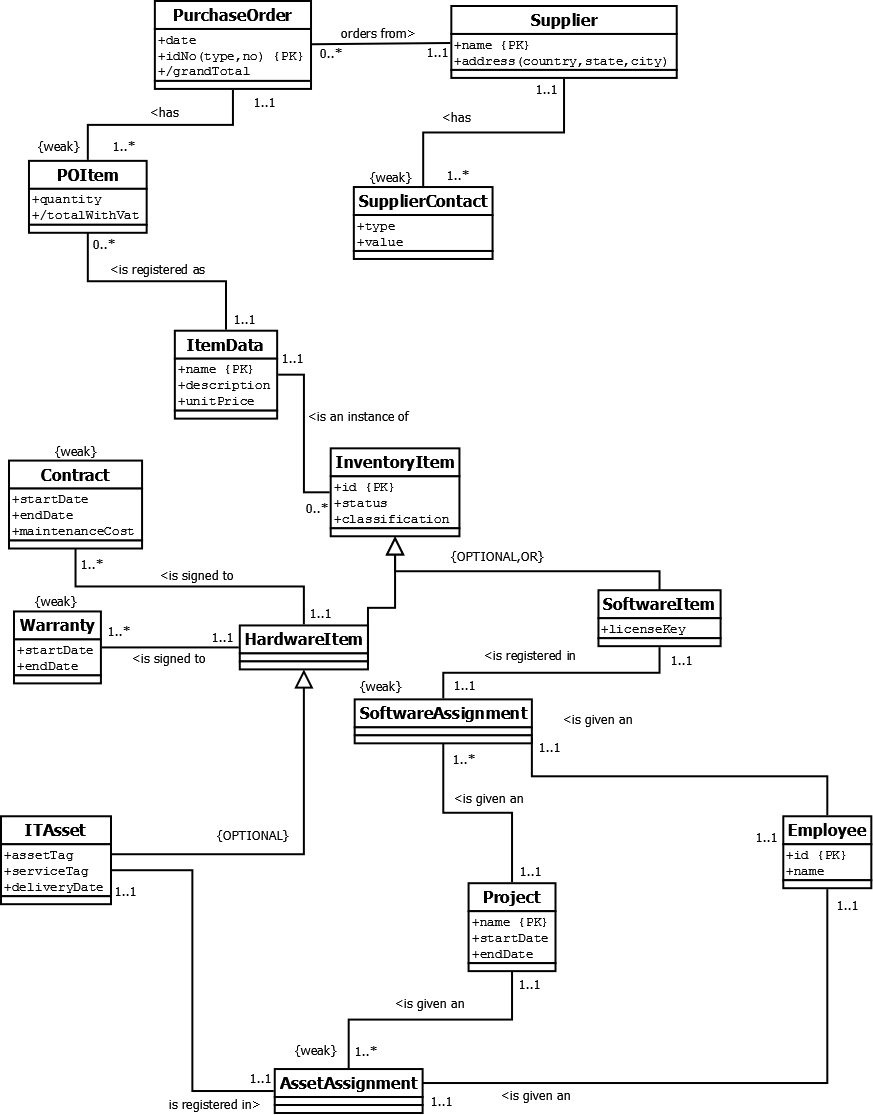 PurchaseOrder
+date
+idNo(type,no) {PK}
+/grandTotal
orders from>
0..*
1..1
Supplier
+name {PK}
+address(country,state,city)
1..1
<has
1..1
<has
{weak}
1..*
{weak}
1..*
POItem
+quantity
+/totalWithVat
SupplierContact
+type
+value
0..*
<is registered as
1..1
ItemData
+name {PK}
+description
+unitPrice
1..1
<is an instance of
{weak}
Contract
+startDate
+endDate
+maintenanceCost
InventoryItem
+id {PK}
+status
+classification
0..*
1..*
<is signed to
{OPTIONAL,OR}
SoftwareItem
+licenseKey
{weak}
Warranty
+startDate
+endDate
1..*
1..1
1..1
<is signed to
HardwareItem
<is registered in
1..1
1..1
{weak}
SoftwareAssignment
<is given an
1..1
1..*
<is given an
{OPTIONAL}
ITAsset
+assetTag
+serviceTag
+deliveryDate
1..1
1..1
Employee
+id {PK}
+name
1..1
1..1
Project
+name {PK}
+startDate
+endDate
1..1
<is given an
{weak}
1..*
AssetAssignment
1..1
is registered in>
1..1
<is given an